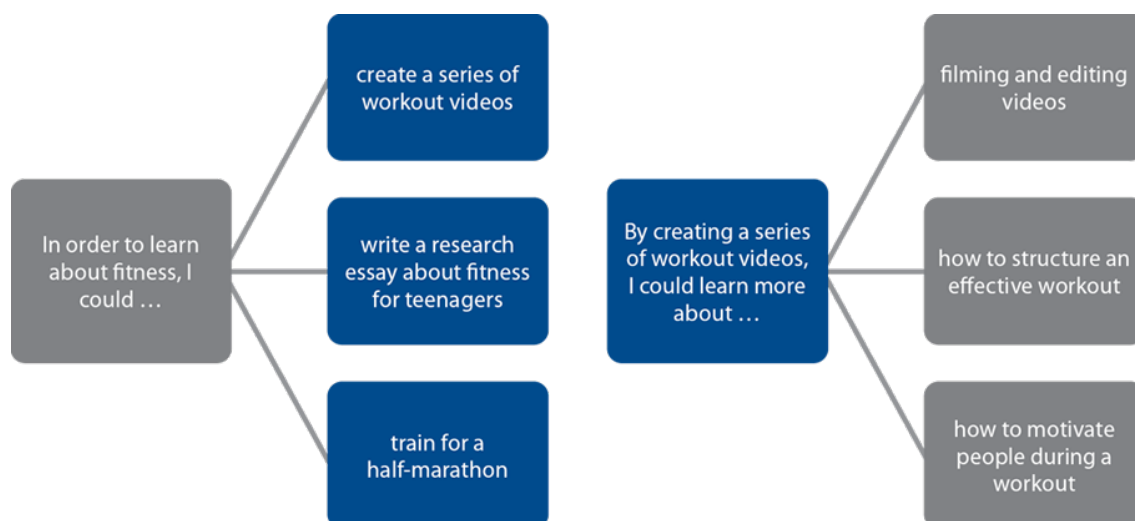 In order to learn
about fitness, I
could …
create a series of
workout videos
write a research
essay about fitness
for teenagers
train for a
half-marathon
By creating a series
of workout videos,
I could learn more
about …
filming and editing
videos
how to structure an
effective workout
how to motivate
people during a
workout